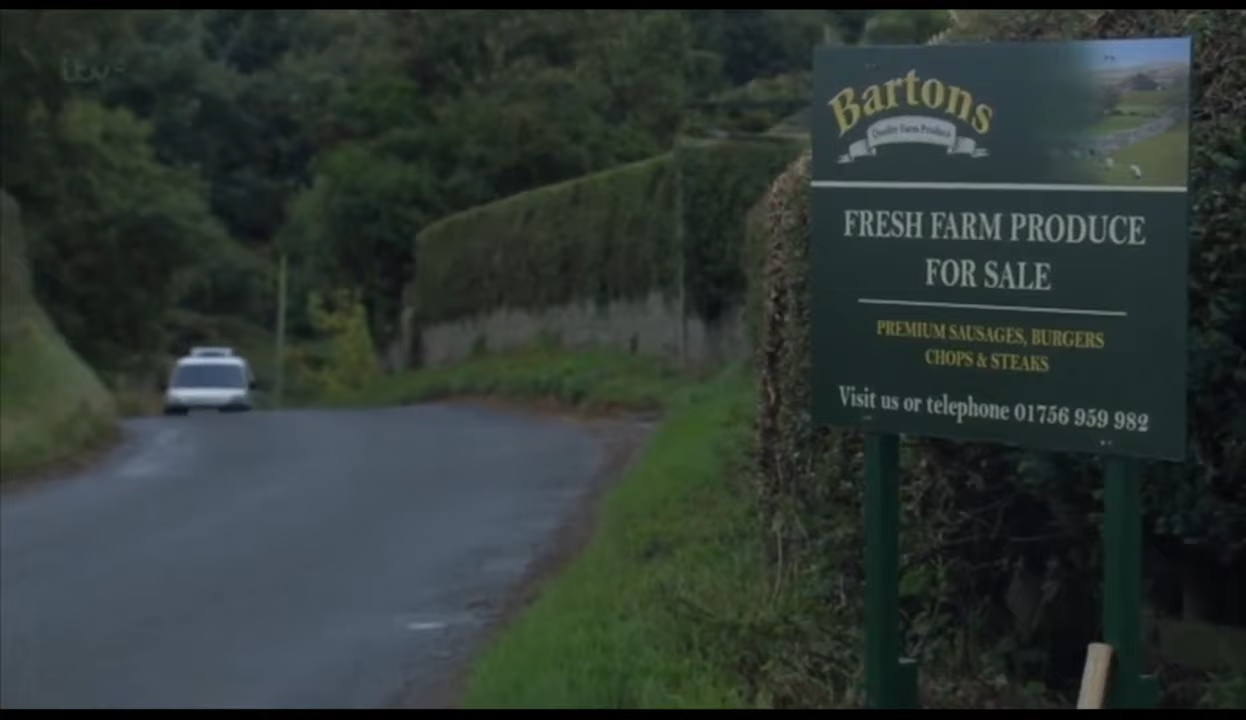 itv
Bartons
Quality Farm Produce
FRESH FARM PRODUCE
FOR SALE
PREMIUM SAUSAGES, BURGERS
CHOPS & STEAKS
Visit us or telephone 01756 959 982